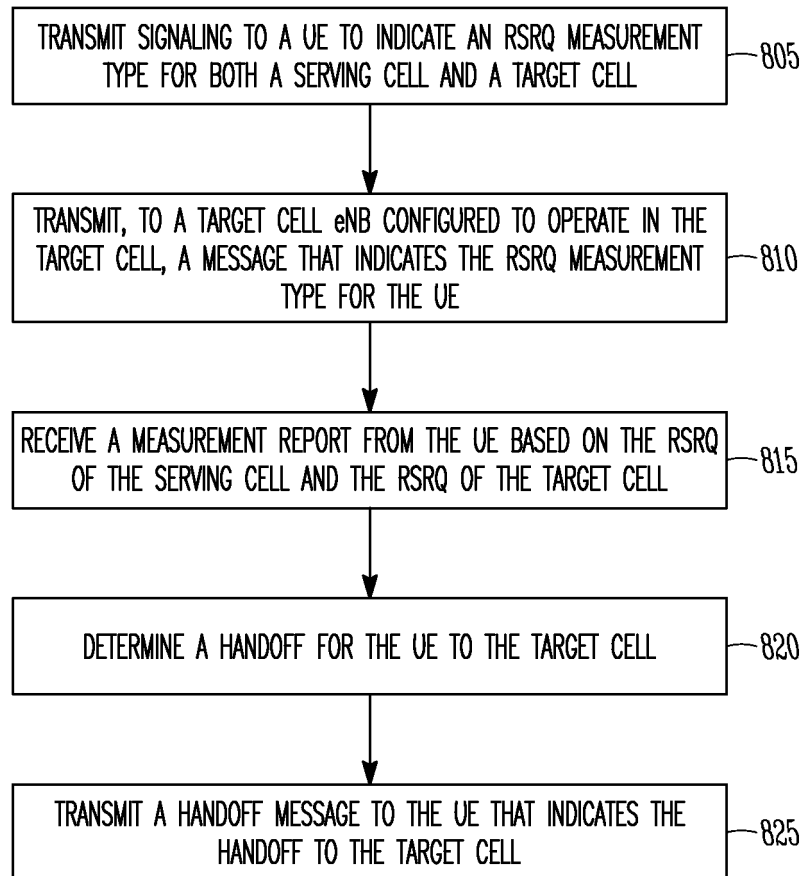 TRANSMIT SIGNALING TO A UE TO INDICATE AN RSRQ MEASUREMENT
TYPE FOR BOTH A SERVING CELL AND A TARGET CELL
805
TRANSMIT, TO A TARGET CELL eNB CONFIGURED TO OPERATE IN THE
TARGET CELL, A MESSAGE THAT INDICATES THE RSRQ MEASUREMENT
TYPE FOR THE UE
810
RECEIVE A MEASUREMENT REPORT FROM THE UE BASED ON THE RSRQ
OF THE SERVING CELL AND THE RSRQ OF THE TARGET CELL
815
DETERMINE A HANDOFF FOR THE UE TO THE TARGET CELL
820
TRANSMIT A HANDOFF MESSAGE TO THE UE THAT INDICATES THE
HANDOFF TO THE TARGET CELL
825